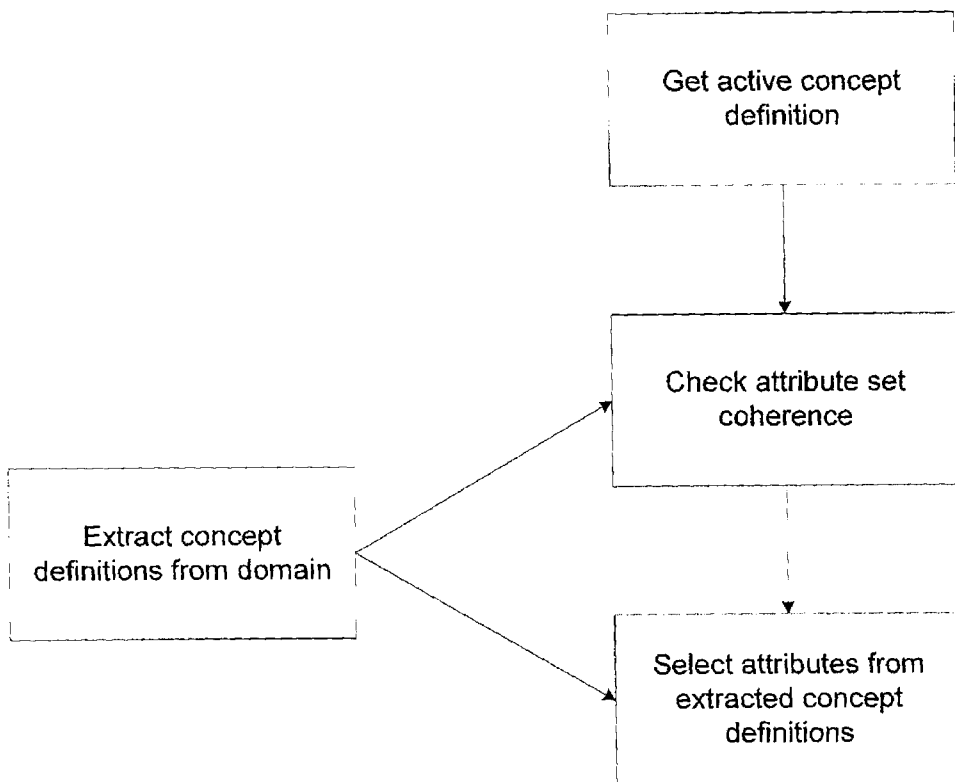 Get active concept
definition
Check attribute set
coherence
Extract concept
definitions from domain
Select attributes from
extracted concept
definitions